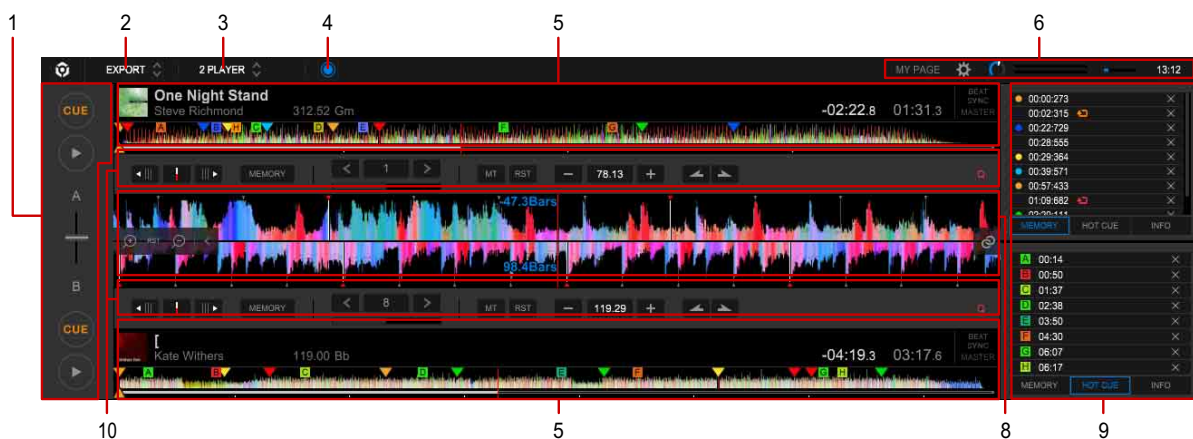 1 2 3 4 5 6
EXPORT 2 PLAYER MY PAGE 13:12
CUE
A
B
CUE
One Night Stand
Steve Richmond 312.52 Gm -02:22.8 01:31.3
BEAT
SYNC
MASTER
A B H C D E F G
MEMORY < 1 > MT RST − 78.13 + Q
-47.3Bars
RST <
98.4Bars
MEMORY < 8 > MT RST − 119.29 + Q
[
Kate Withers 119.00 Bb -04:19.3 03:17.6
BEAT
SYNC
MASTER
A B C D E F G H
00:00:273 ×
00:02:315 ×
00:22:729 ×
00:28:555 ×
00:29:364 ×
00:39:571 ×
00:57:433 ×
01:09:682 ×
MEMORY HOT CUE INFO
A 00:14 ×
B 00:50 ×
C 01:37 ×
D 02:38 ×
E 03:50 ×
F 04:30 ×
G 06:07 ×
H 06:17 ×
MEMORY HOT CUE INFO
10 5 8 9